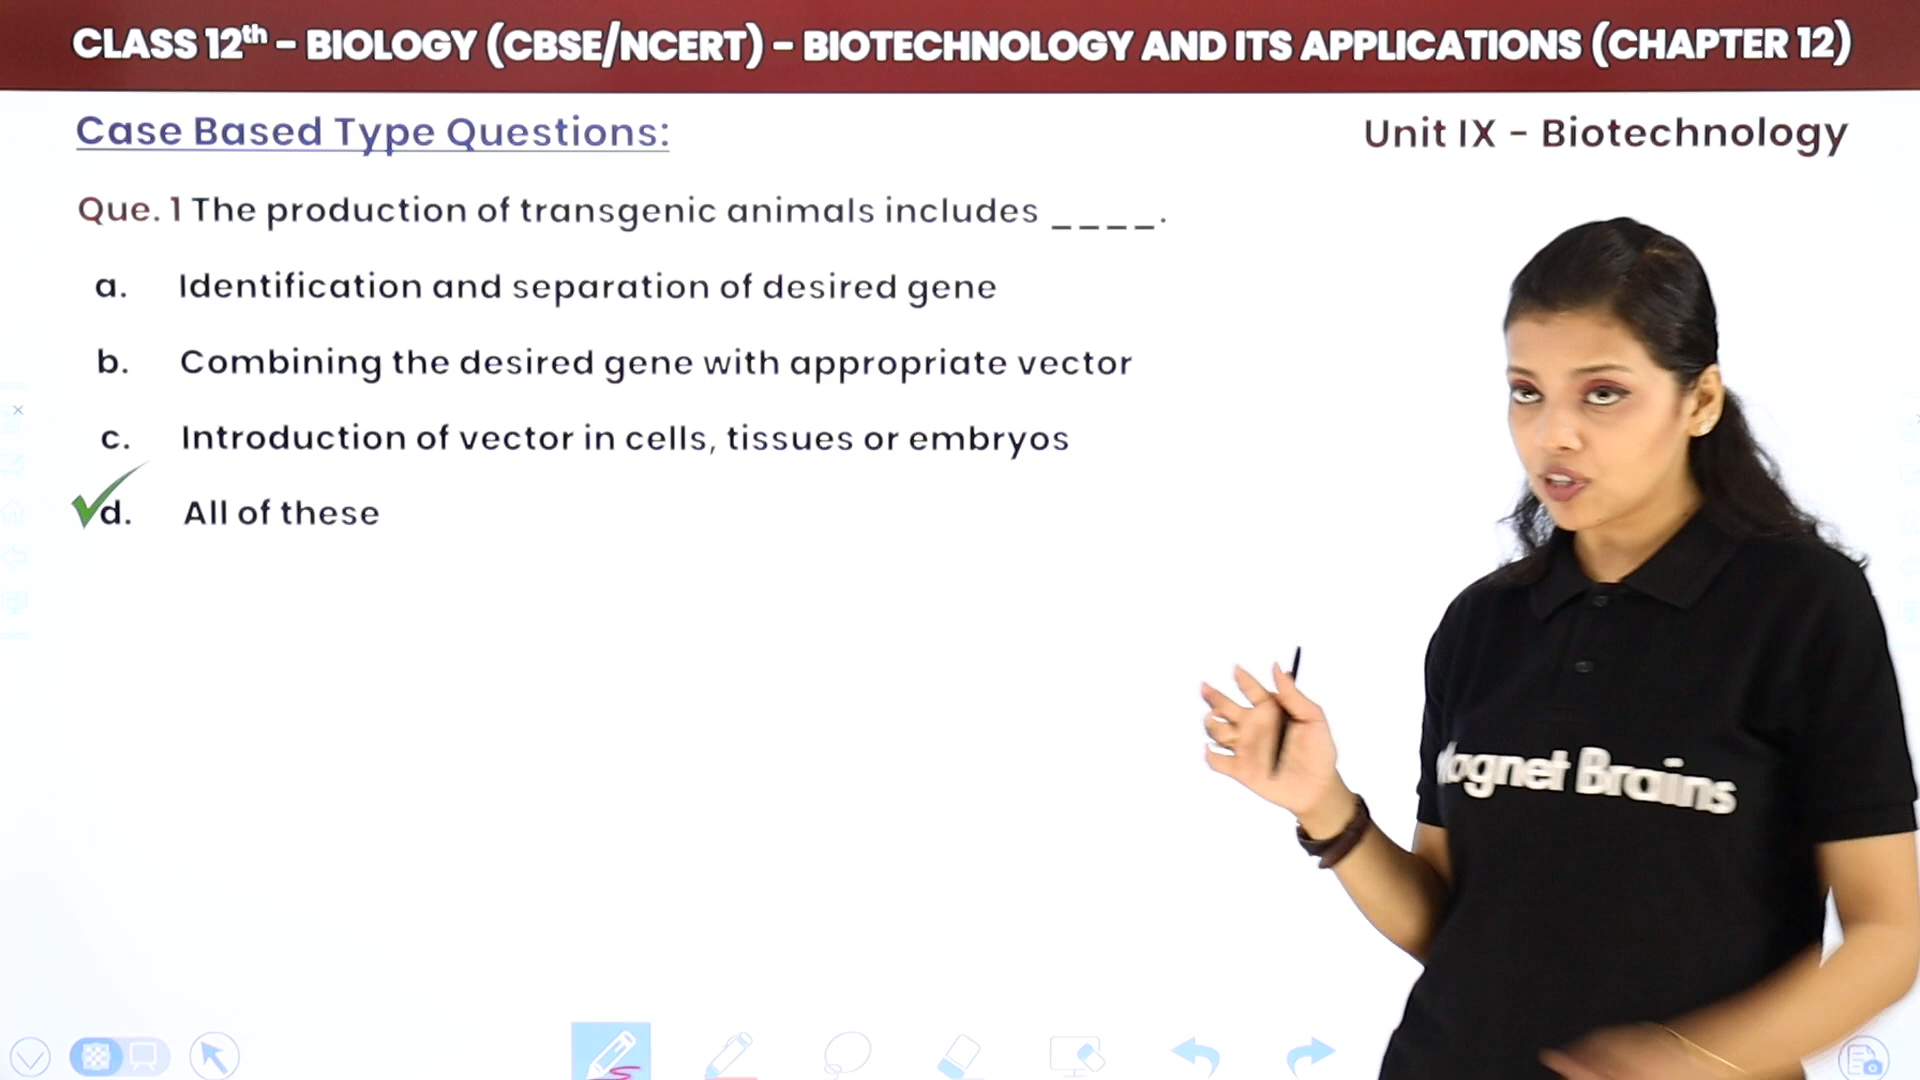 CLASS 12th – BIOLOGY (CBSE/NCERT) – BIOTECHNOLOGY AND ITS APPLICATIONS (CHAPTER 12)
Case Based Type Questions:
Unit IX – Biotechnology
Que. 1 The production of transgenic animals includes ____.
a. Identification and separation of desired gene
b. Combining the desired gene with appropriate vector
c. Introduction of vector in cells, tissues or embryos
d. All of these
Magnet Brains